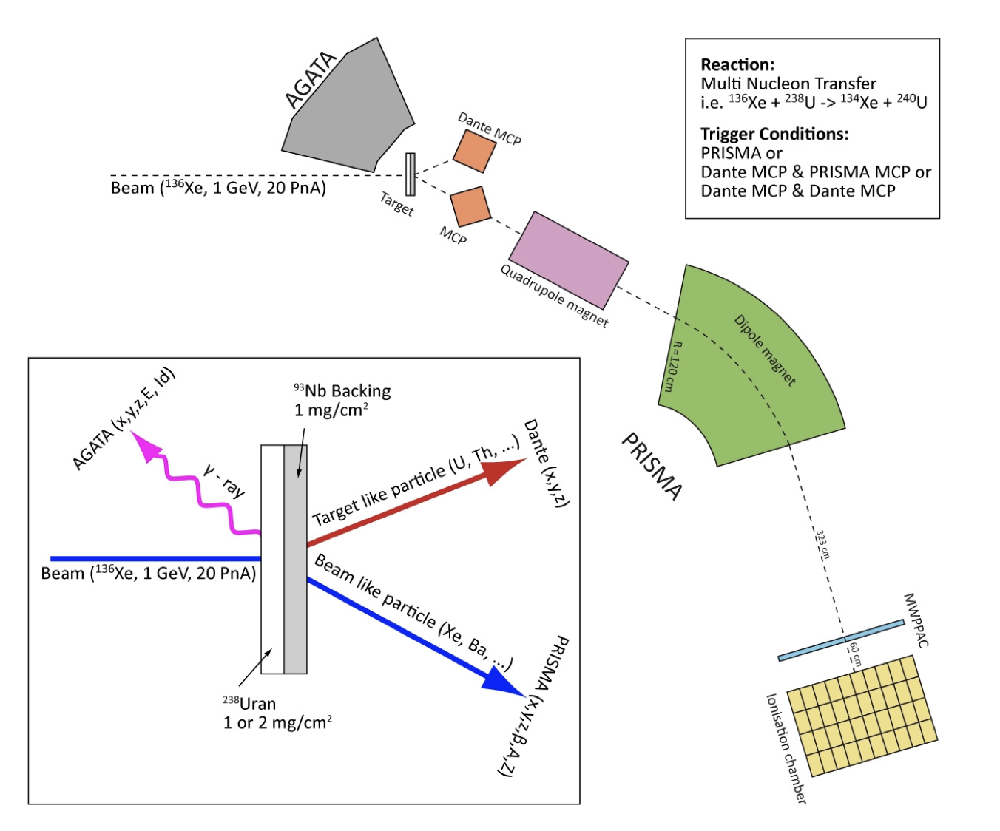 AGATA
Dante MCP
Beam (¹³⁶Xe, 1 GeV, 20 PnA)
Target
MCP
Quadrupole magnet
Reaction:
Multi Nucleon Transfer
i.e. ¹³⁶Xe + ²³⁸U -> ¹³⁴Xe + ²⁴⁰U
Trigger Conditions:
PRISMA or
Dante MCP & PRISMA MCP or
Dante MCP & Dante MCP
Dipole magnet
R=120 cm
PRISMA
323 cm
MWPPAC
60 cm
Ionisation chamber
AGATA (x,y,z,E, Id)
γ - ray
⁹³Nb Backing
1 mg/cm²
Target like particle (U, Th, ...)
Dante (x,y,z)
Beam (¹³⁶Xe, 1 GeV, 20 PnA)
Beam like particle (Xe, Ba, ...)
PRISMA (x,y,z,β,A,Z)
²³⁸Uran
1 or 2 mg/cm²